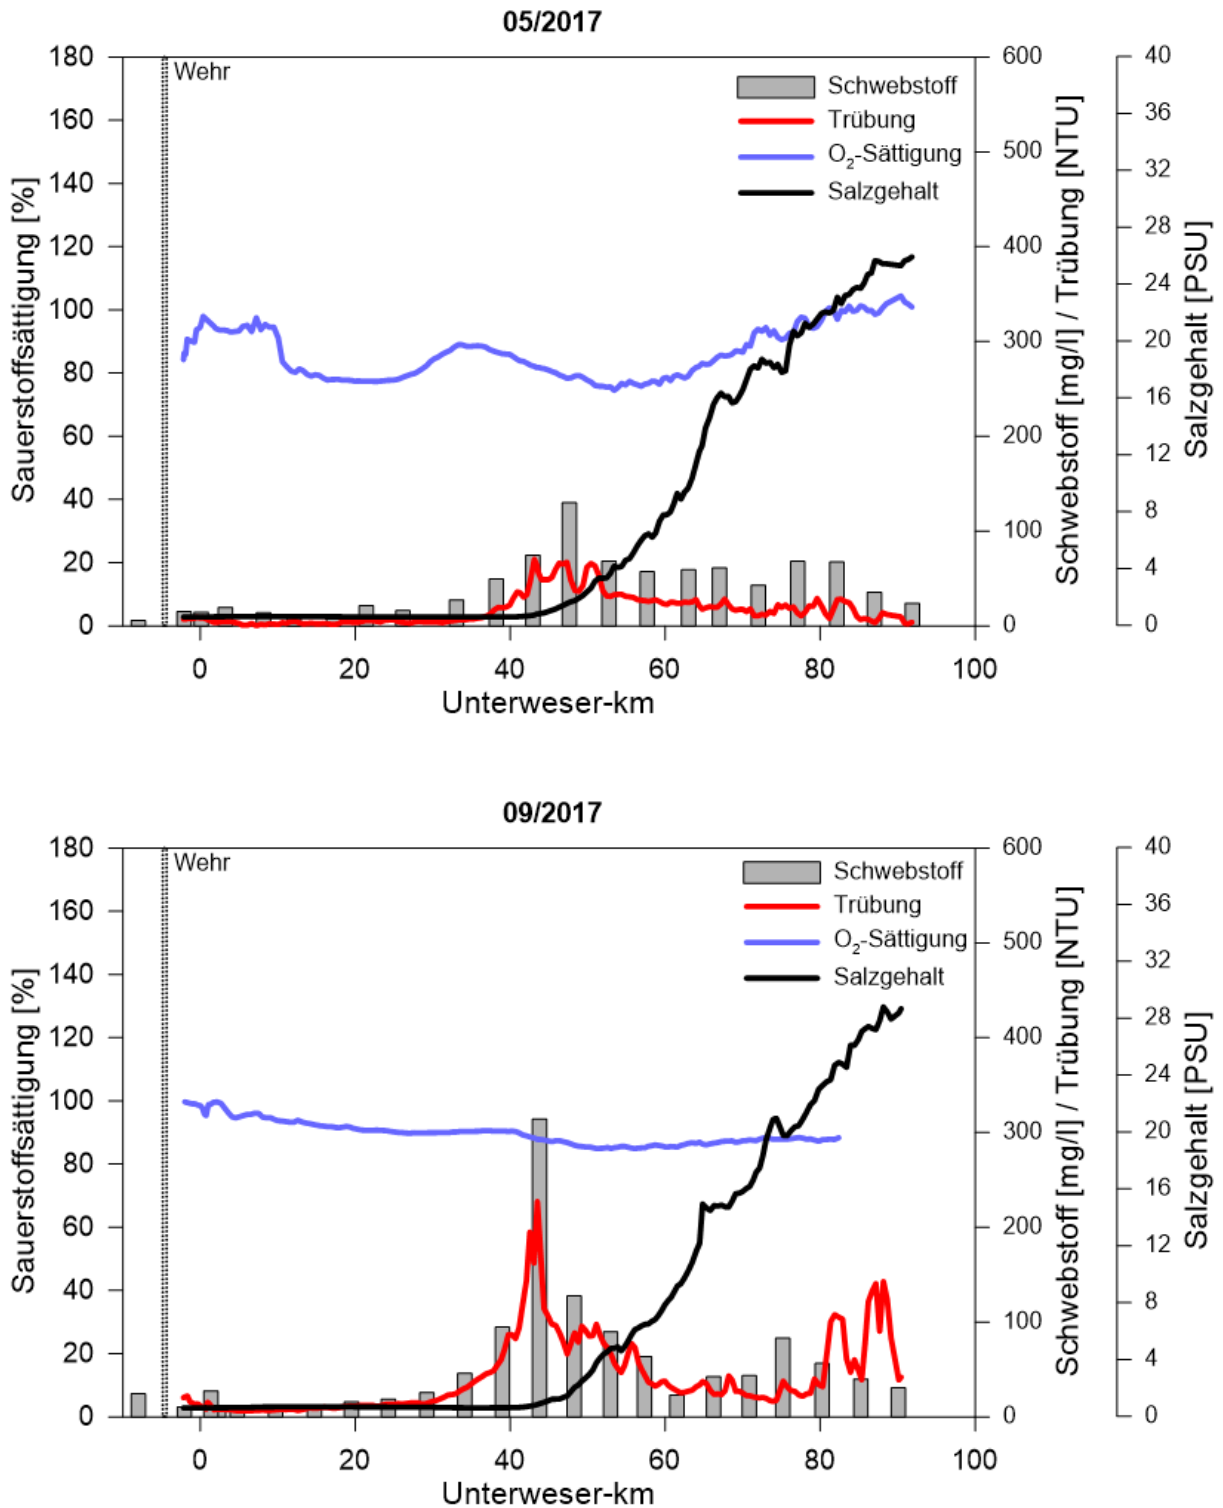 05/2017
180
160
140
120
100
80
60
40
20
0
Sauerstoffsättigung [%]
Wehr
Schwebstoff
Trübung
O2-Sättigung
Salzgehalt
600
500
400
300
200
100
0
Schwebstoff [mg/l] / Trübung [NTU]
40
36
32
28
24
20
16
12
8
4
0
Salzgehalt [PSU]
0 20 40 60 80 100
Unterweser-km
09/2017
180
160
140
120
100
80
60
40
20
0
Sauerstoffsättigung [%]
Wehr
Schwebstoff
Trübung
O2-Sättigung
Salzgehalt
600
500
400
300
200
100
0
Schwebstoff [mg/l] / Trübung [NTU]
40
36
32
28
24
20
16
12
8
4
0
Salzgehalt [PSU]
0 20 40 60 80 100
Unterweser-km